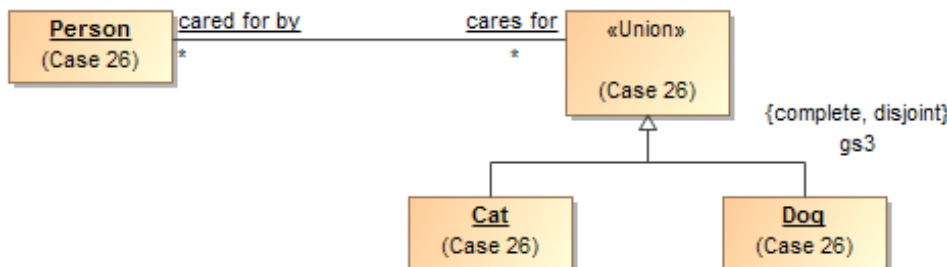 Person
(Case 26)
cared for by
*
cares for
*
«Union»
(Case 26)
{complete, disjoint}
gs3
Cat
(Case 26)
Dog
(Case 26)